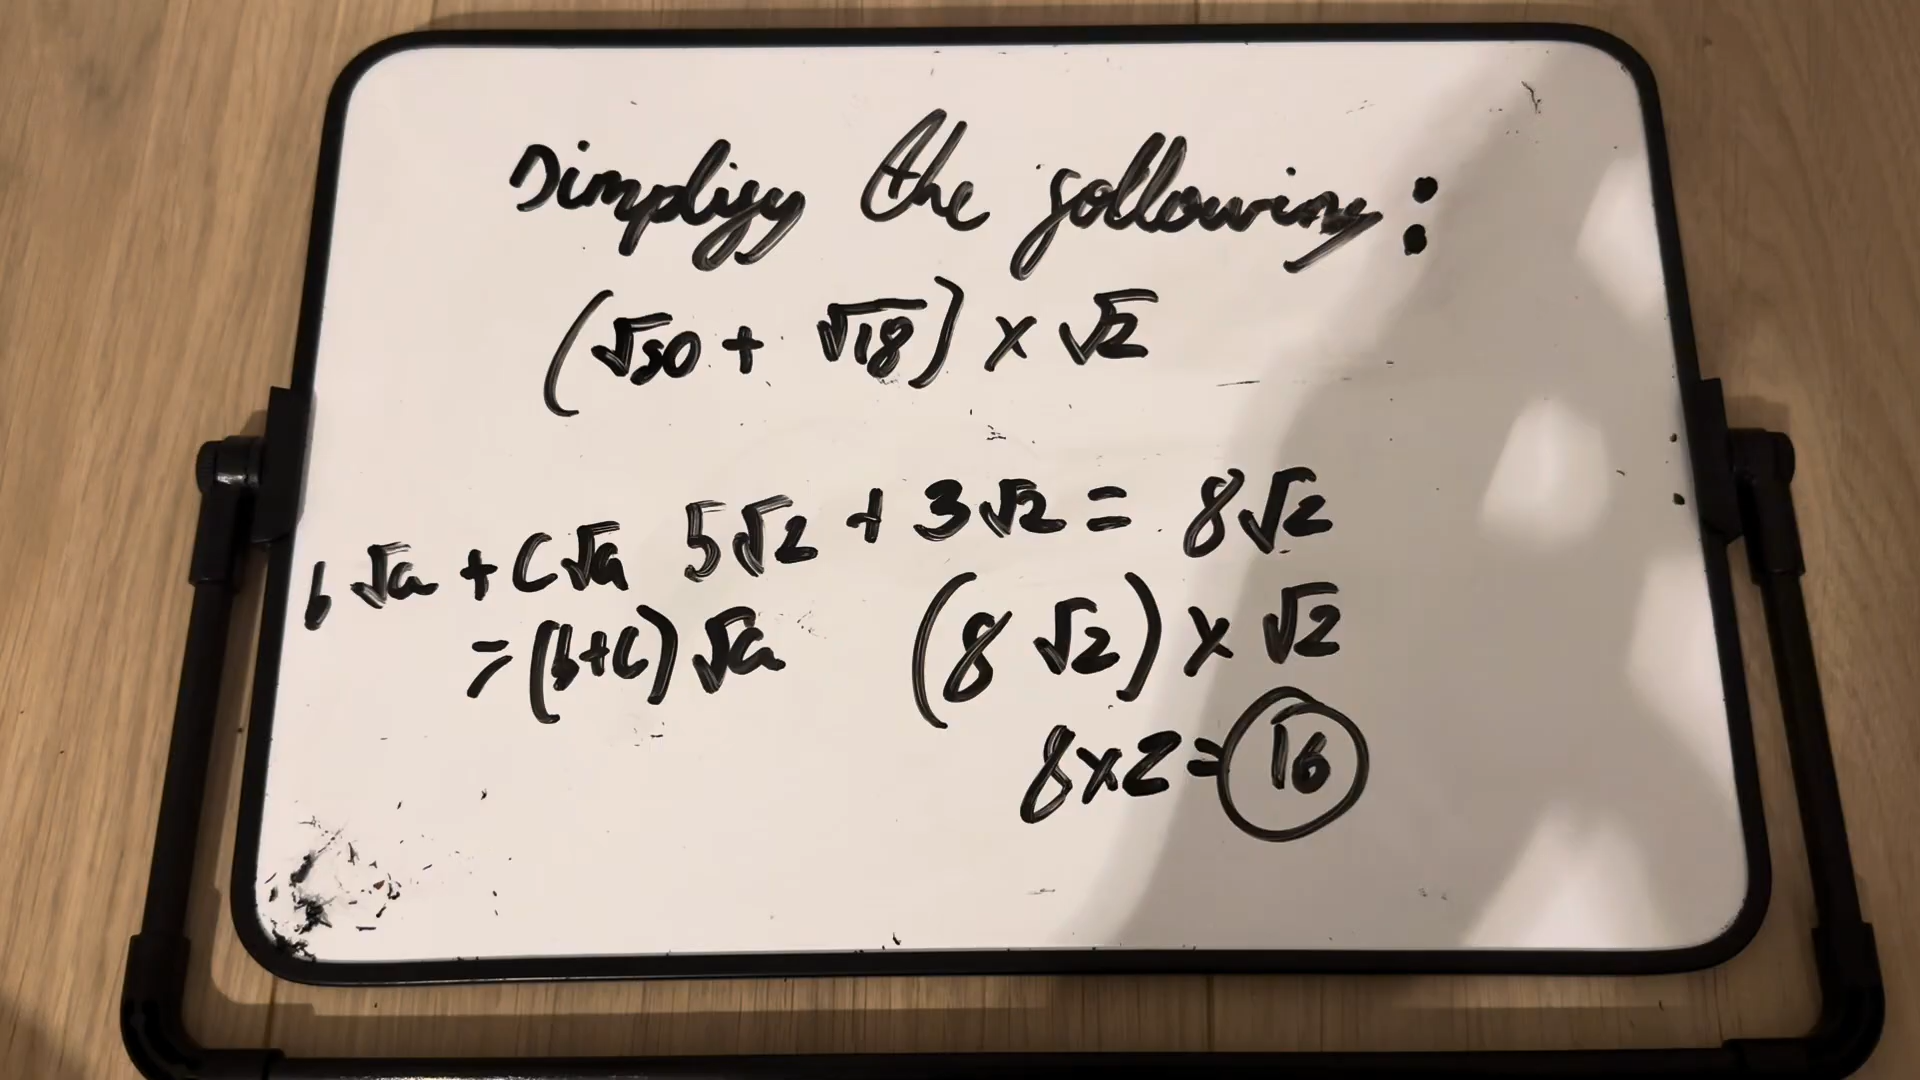 Simplify the following:
(√50 + √18) × √2
5√2 + 3√2 = 8√2
b√a + c√a
= (b+c)√a
(8√2) × √2
8×2=16